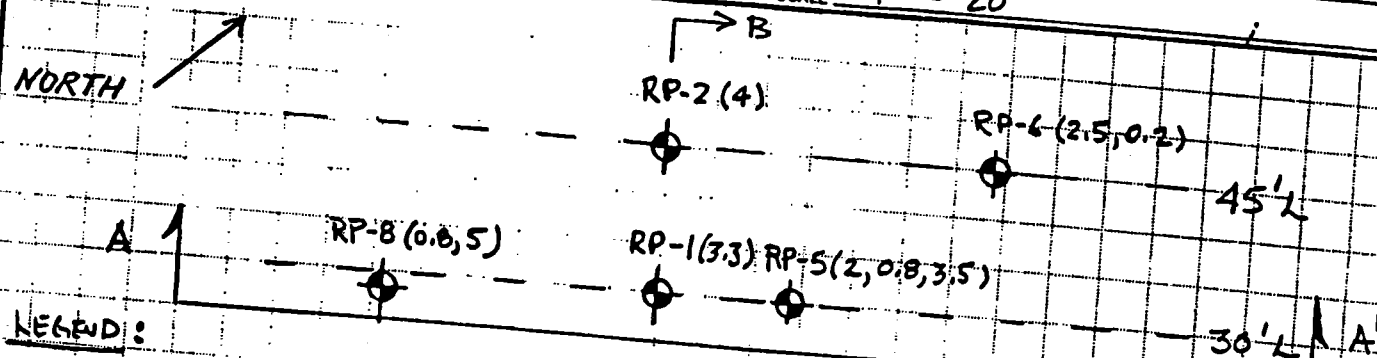 20
B
NORTH
RP-2 (4)
RP-6 (2.5, 0.2)
45'L
A
RP-8 (0.8, 5)
RP-1 (3.3) RP-5 (2, 0.8, 3.5)
30'L
A'
LEGEND: